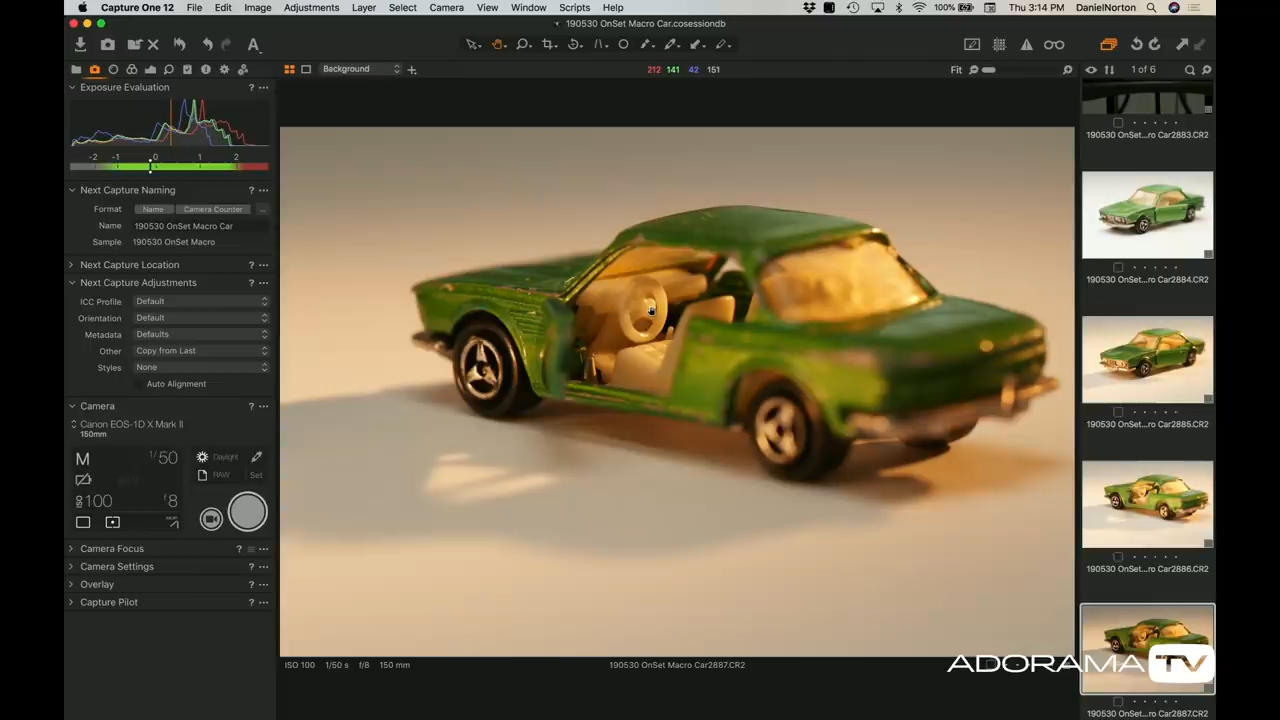 Capture One 12 File Edit Image Adjustments Layer Select Camera View Window Scripts Help 100% Thu 3:14 PM DanielNorton
190530 OnSet Macro Car.cosessiondb
Background 212 141 42 151 Fit 1 of 6
Exposure Evaluation ?
-2 -1 0 1 2
Next Capture Naming ?
Format Name Camera Counter ...
Name 190530 OnSet Macro Car
Sample 190530 OnSet Macro
Next Capture Location ?
Next Capture Adjustments ?
ICC Profile Default
Orientation Default
Metadata Defaults
Other Copy from Last
Styles None
Auto Alignment
Camera ?
Canon EOS-1D X Mark II
150mm
M 1/50 Daylight
RAW Set
ISO 100 f8
Camera Focus ?
Camera Settings ?
Overlay ?
Capture Pilot ?
190530 OnSet...ro Car2883.CR2
190530 OnSet...ro Car2884.CR2
190530 OnSet...ro Car2885.CR2
190530 OnSet...ro Car2886.CR2
190530 OnSet...ro Car2887.CR2
ISO 100 1/50 s f/8 150 mm 190530 OnSet Macro Car2887.CR2
ADORAMA TV